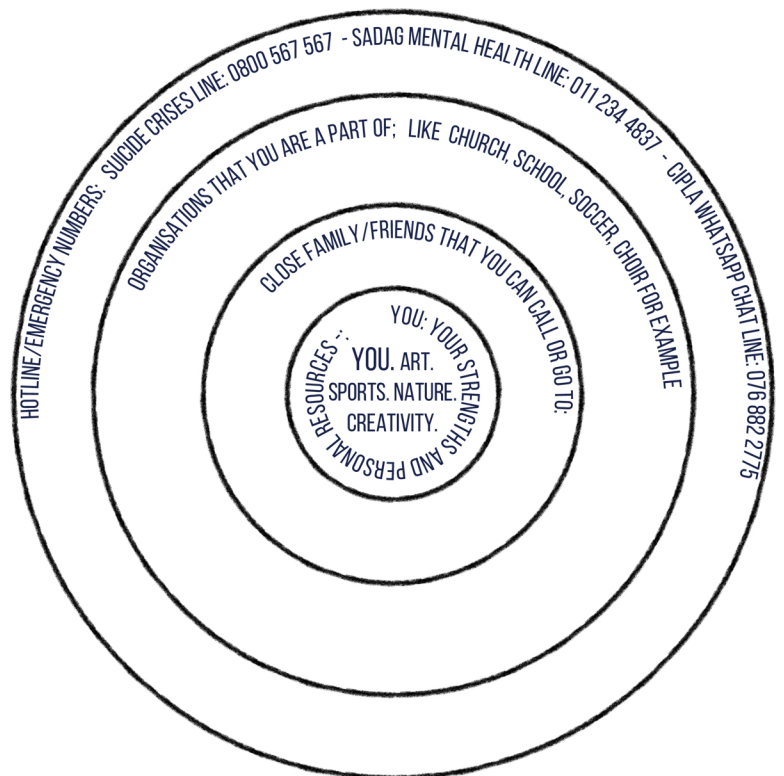 HOTLINE/EMERGENCY NUMBERS: SUICIDE CRISES LINE: 0800 567 567 - SADAG MENTAL HEALTH LINE: 011 234 4837 - CIPLA WHATSAPP CHAT LINE: 076 882 2775
ORGANISATIONS THAT YOU ARE A PART OF; LIKE CHURCH, SCHOOL, SOCCER, CHOIR FOR EXAMPLE
CLOSE FAMILY/FRIENDS THAT YOU CAN CALL OR GO TO:
YOU: YOUR STRENGTHS AND PERSONAL RESOURCES -:
YOU. ART.
SPORTS. NATURE.
CREATIVITY.